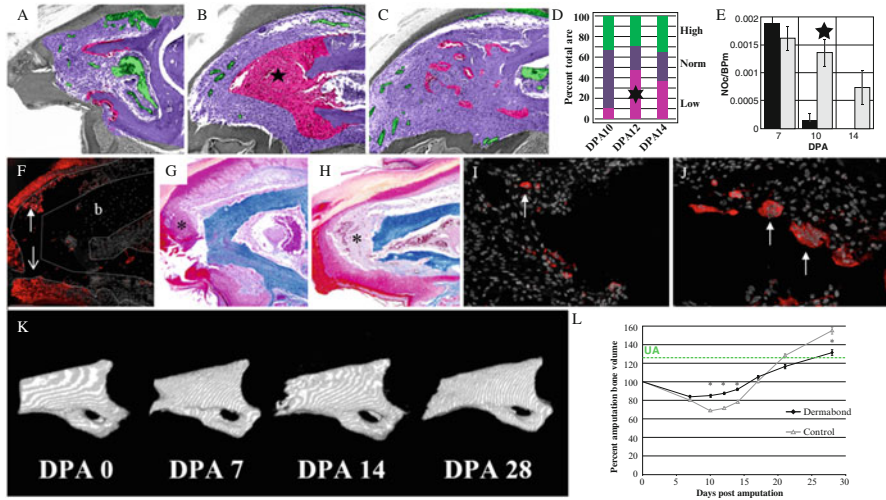 A
B
C
D
Percent total are
100
80
60
40
20
0
High
Norm
Low
DPA10
DPA12
DPA14
E
NOc/BPm
0.002
0.0015
0.001
0.0005
0
7
10
14
DPA
F
b
G
*
H
*
I
J
K
DPA 0
DPA 7
DPA 14
DPA 28
L
Percent amputation bone volume
160
140
120
100
80
60
40
20
0
UA
* * *
*
Dermabond
Control
0 5 10 15 20 25 30
Days post amputation